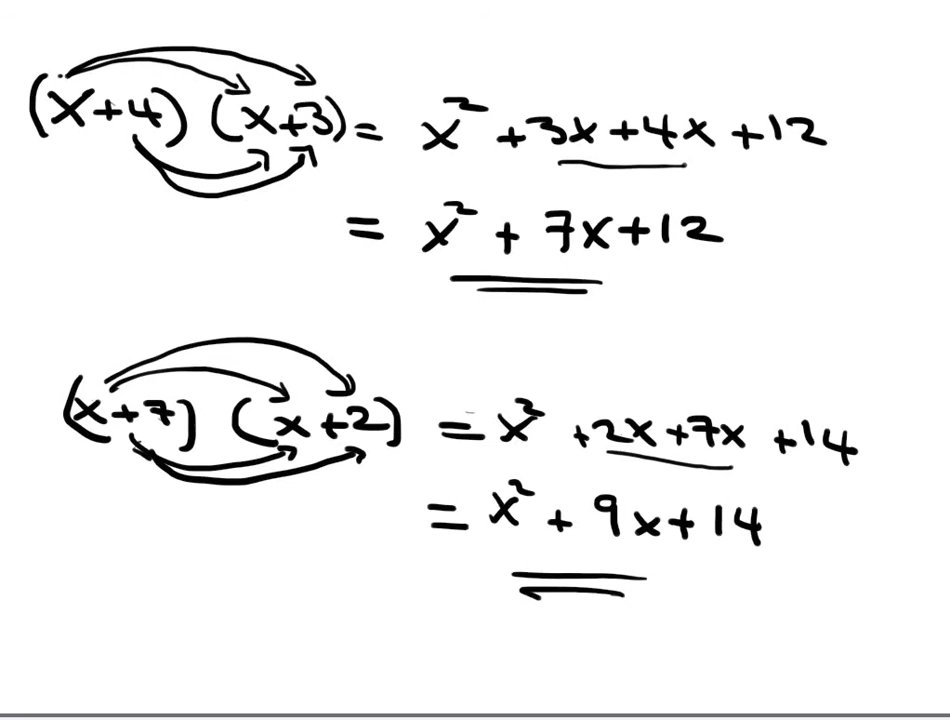 (x+4) (x+3) = x² +3x+4x +12
= x² + 7x+12
(x+7) (x+2) = x² +2x+7x +14
= x² + 9x+14